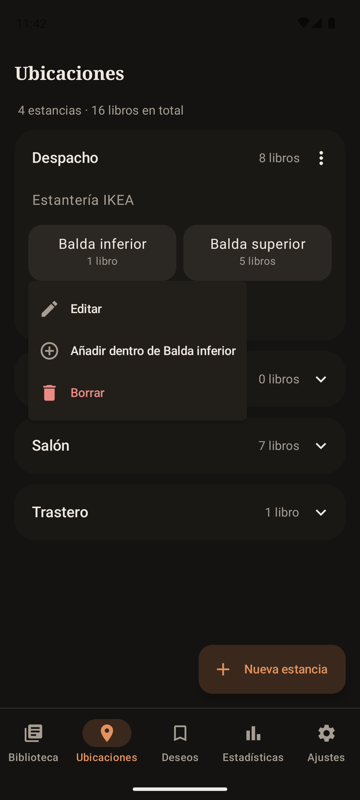 11:42
Ubicaciones
4 estancias · 16 libros en total
Despacho 8 libros
Estantería IKEA
Balda inferior Balda superior
1 libro 5 libros
Editar
Añadir dentro de Balda inferior
0 libros
Borrar
Salón 7 libros
Trastero 1 libro
Nueva estancia
Biblioteca Ubicaciones Deseos Estadísticas Ajustes